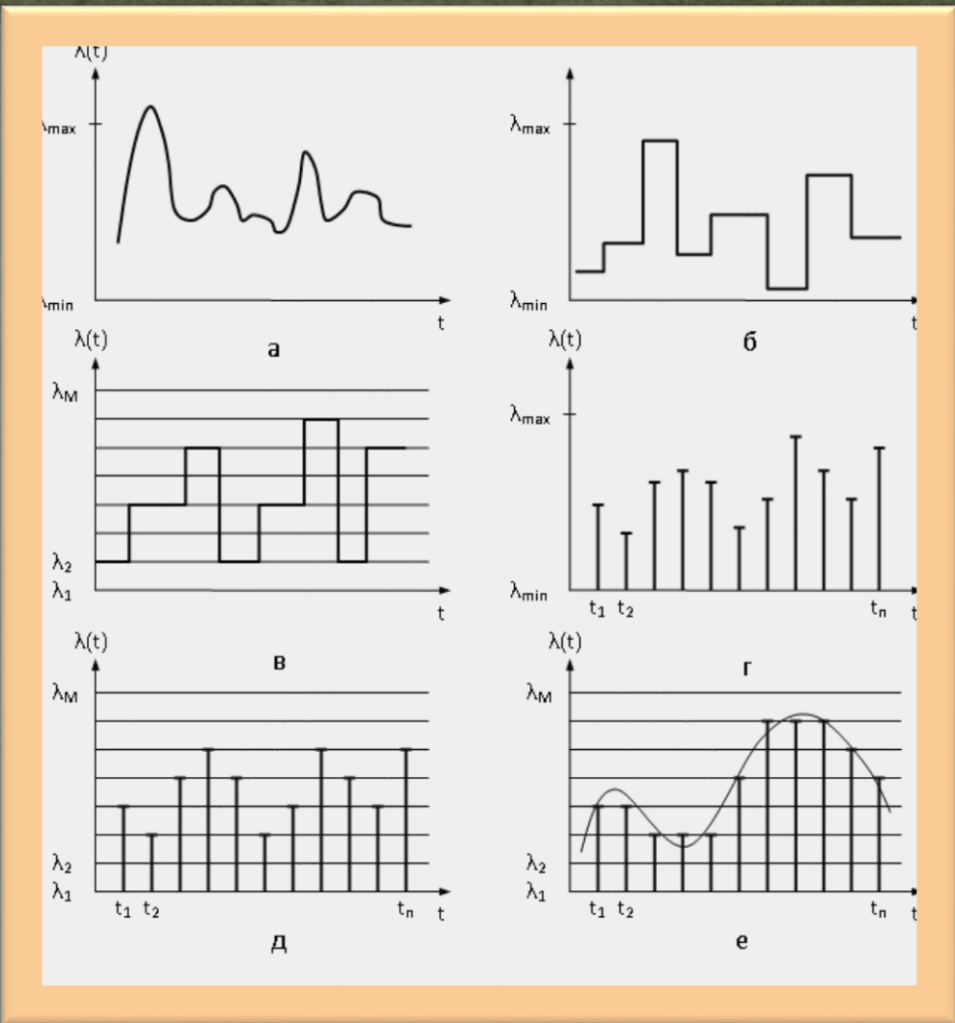 λ(t)
λmax
λmin
t
а
λmax
λmin
t
б
λ(t)
λM
λ2
λ1
t
в
λ(t)
λmax
λmin
t1 t2 tn t
г
λ(t)
λM
λ2
λ1
t1 t2 tn t
д
λ(t)
λM
λ2
λ1
t1 t2 tn t
е